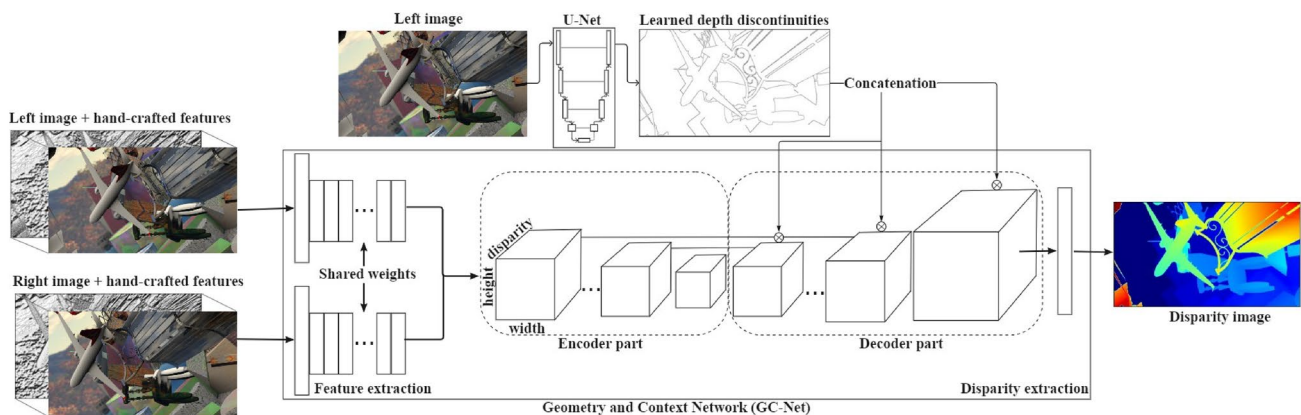 Left image
U-Net
Learned depth discontinuities
Concatenation
Left image + hand-crafted features
Right image + hand-crafted features
Shared weights
Feature extraction
disparity
height
width
Encoder part
Decoder part
Disparity extraction
Disparity image
Geometry and Context Network (GC-Net)